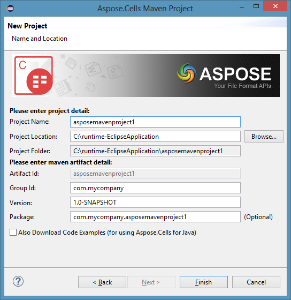 Aspose.Cells Maven Project
New Project
Name and Location
C
ASPOSE
Your File Format APIs
Please enter project detail:
Project Name: asposemavenproject1
Project Location: C:\runtime-EclipseApplication Browse...
Project Folder: C:\runtime-EclipseApplication\asposemavenproject1
Please enter maven artifact detail:
Artifact Id: asposemavenproject1
Group Id: com.mycompany
Version: 1.0-SNAPSHOT
Package: com.mycompany.asposemavenproject1 (Optional)
Also Download Code Examples (for using Aspose.Cells for Java)
? < Back Next > Finish Cancel